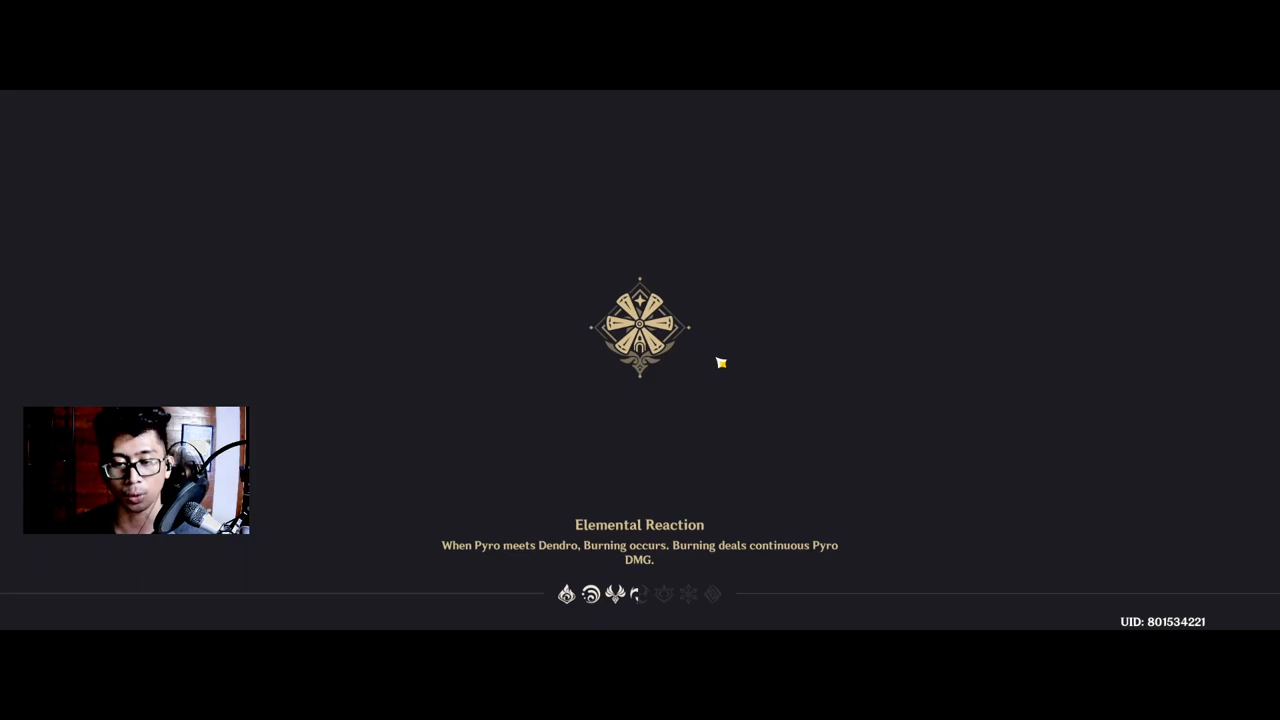 Elemental Reaction
When Pyro meets Dendro, Burning occurs. Burning deals continuous Pyro
DMG.
UID: 801534221